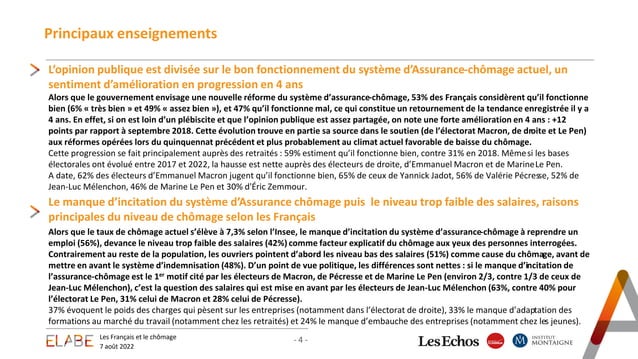 Principaux enseignements
L’opinion publique est divisée sur le bon fonctionnement du système d’Assurance-chômage actuel, un
sentiment d’amélioration en progression en 4 ans
Alors que le gouvernement envisage une nouvelle réforme du système d’assurance-chômage, 53% des Français considèrent qu’il fonctionne
bien (6% « très bien » et 49% « assez bien »), et 47% qu’il fonctionne mal, ce qui constitue un retournement de la tendance enregistrée il y a
4 ans. En effet, si on est loin d’un plébiscite et que l’opinion publique est assez partagée, on note une forte amélioration en 4 ans : +12
points par rapport à septembre 2018. Cette évolution trouve en partie sa source dans le soutien (de l’électorat Macron, de droite et Le Pen)
aux réformes opérées lors du quinquennat précédent et plus probablement au climat actuel favorable de baisse du chômage.
Cette progression se fait principalement auprès des retraités : 59% estiment qu’il fonctionne bien, contre 31% en 2018. Même si les bases
électorales ont évolué entre 2017 et 2022, la hausse est nette auprès des électeurs de droite, d’Emmanuel Macron et de Marine Le Pen.
A date, 62% des électeurs d’Emmanuel Macron jugent qu’il fonctionne bien, 65% de ceux de Yannick Jadot, 56% de Valérie Pécresse, 52% de
Jean-Luc Mélenchon, 46% de Marine Le Pen et 30% d’Éric Zemmour.
Le manque d’incitation du système d’Assurance chômage puis le niveau trop faible des salaires, raisons
principales du niveau de chômage selon les Français
Alors que le taux de chômage actuel s’élève à 7,3% selon l’Insee, le manque d’incitation du système d’assurance-chômage à reprendre un
emploi (56%), devance le niveau trop faible des salaires (42%) comme facteur explicatif du chômage aux yeux des personnes interrogées.
Contrairement au reste de la population, les ouvriers pointent d’abord les niveau bas des salaires (51%) comme cause du chômage, avant de
mettre en avant le système d’indemnisation (48%). D’un point de vue politique, les différences sont nettes : si le manque d’incitation de
l’assurance-chômage est le 1er motif cité par les électeurs de Macron, de Pécresse et de Marine Le Pen (environ 2/3, contre 1/3 de ceux de
Jean-Luc Mélenchon), c’est la question des salaires qui est mise en avant par les électeurs de Jean-Luc Mélenchon (63%, contre 40% pour
l’électorat Le Pen, 31% celui de Macron et 28% celui de Pécresse).
37% évoquent le poids des charges qui pèsent sur les entreprises (notamment dans l’électorat de droite), 33% le manque d’adaptation des
formations au marché du travail (notamment chez les retraités) et 24% le manque d’embauche des entreprises (notamment chez les jeunes).
ELABE
Les Français et le chômage
7 août 2022
- 4 -
LesEchos
INSTITUT
MONTAIGNE